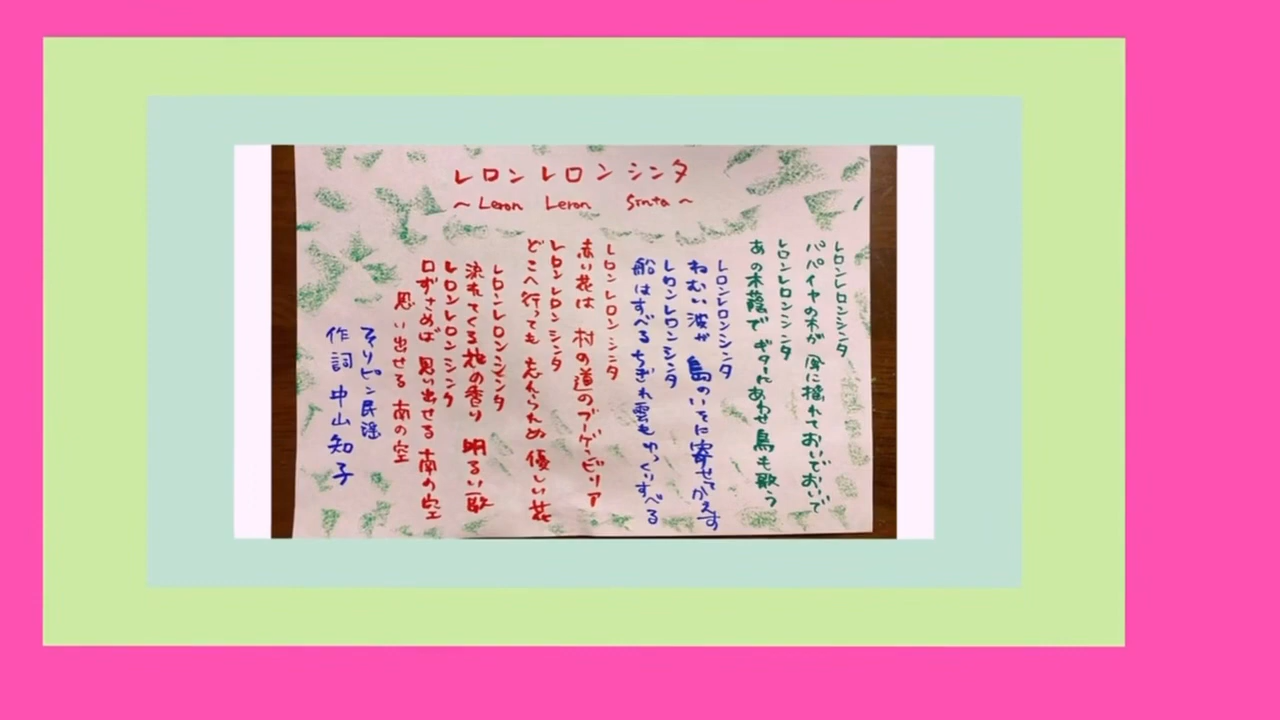 レロン レロン シンタ
～ Leron Leron Sinta ～
レロンレロンシンタ
パパイヤの木が 風に揺れておいでおいで
レロンレロンシンタ
あの木蔭で ギターにあわせ 鳥も歌う
レロンレロンシンタ
ねむい波が 島のいそに寄せてかえす
レロンレロンシンタ
船はすべる ちぎれ雲も ゆっくりすべる
レロンレロンシンタ
赤い花は 村の道のブーゲンビリア
レロンレロンシンタ
どこへ行っても 忘れられぬ 優しい花
レロンレロンシンタ
流れてくる 花の香り 明るい歌
レロンレロンシンタ
口ずさめば 思い出せる 南の空
思い出せる 南の空
フィリピン民謡
作詞 中山知子